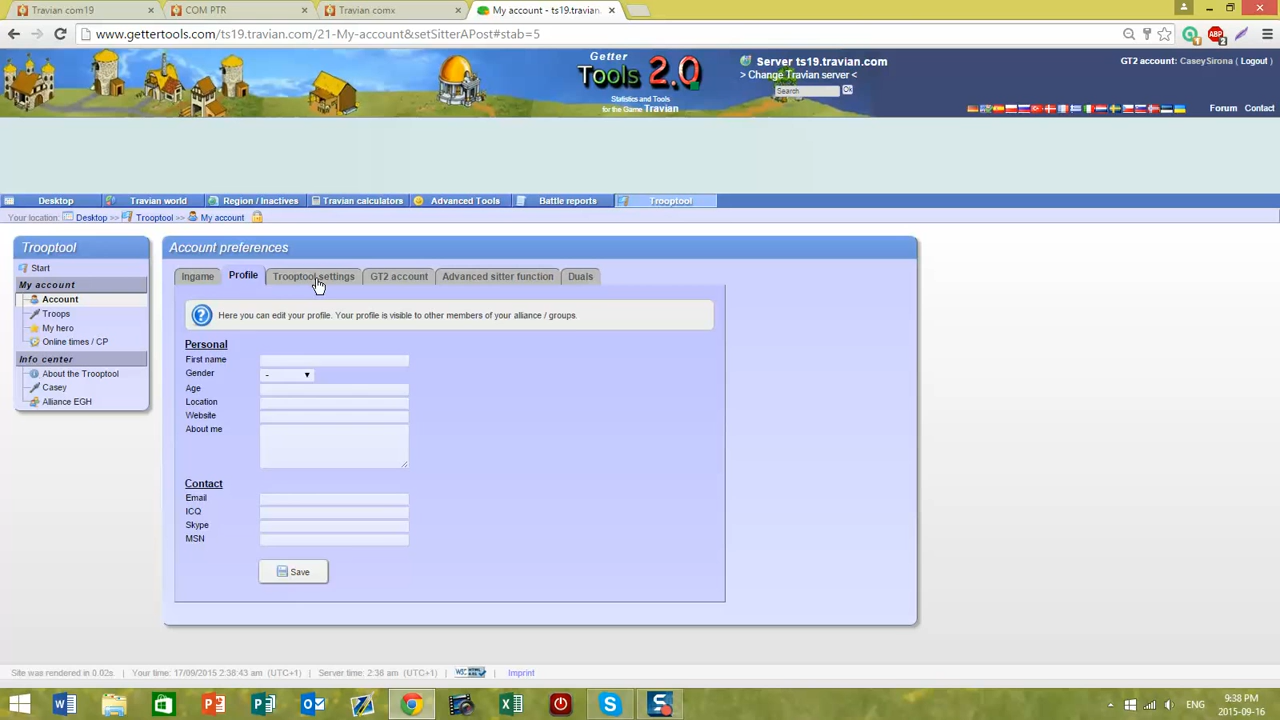 Travian com19
COM PTR
Travian comx
My account - ts19.travian.
www.gettertools.com/ts19.travian.com/21-My-account&setSitterAPost#stab=5
ABP
2
Getter
Tools 2.0
Statistics and Tools
for the Game Travian
Server ts19.travian.com
> Change Travian server <
Search
Ok
GT2 account: CaseySirona (Logout )
Forum Contact
Desktop
Travian world
Region / Inactives
Travian calculators
Advanced Tools
Battle reports
Trooptool
Your location: Desktop >> Trooptool >> My account
Trooptool
Start
My account
Account
Troops
My hero
Online times / CP
Info center
About the Trooptool
Casey
Alliance EGH
Account preferences
Ingame
Profile
Trooptool settings
GT2 account
Advanced sitter function
Duals
Here you can edit your profile. Your profile is visible to other members of your alliance / groups.
Personal
First name
Gender -
Age
Location
Website
About me
Contact
Email
ICQ
Skype
MSN
Save
Site was rendered in 0.02s | Your time: 17/09/2015 2:38:43 am (UTC+1) | Server time: 2:38 am (UTC+1) | W3C | Imprint
ENG
9:38 PM
2015-09-16